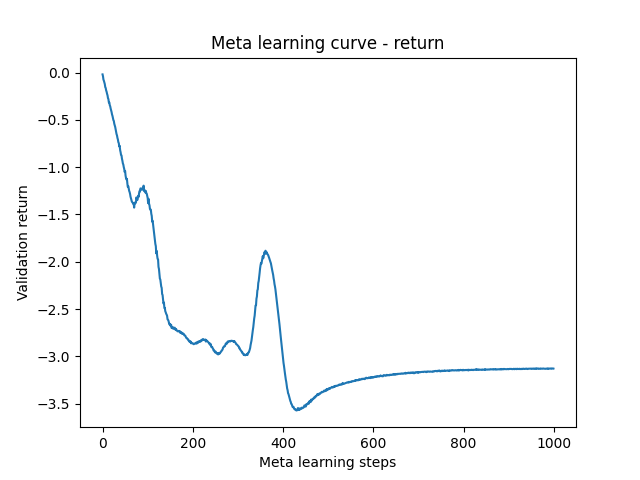 Meta learning curve - return
Validation return
0.0
−0.5
−1.0
−1.5
−2.0
−2.5
−3.0
−3.5
0 200 400 600 800 1000
Meta learning steps